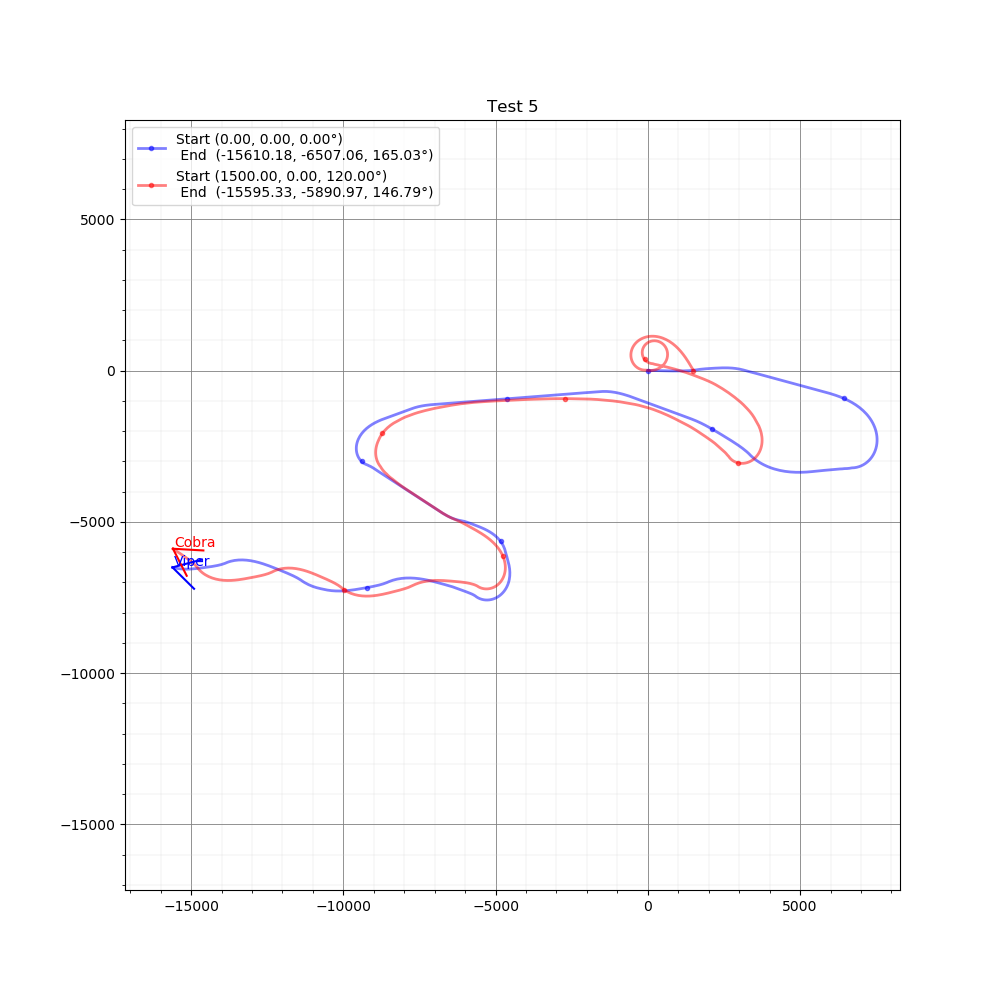 Test 5
Start (0.00, 0.00, 0.00°)
End  (-15610.18, -6507.06, 165.03°)
Start (1500.00, 0.00, 120.00°)
End  (-15595.33, -5890.97, 146.79°)
5000
0
−5000
−10000
−15000
Cobra
Viper
−15000
−10000
−5000
0
5000